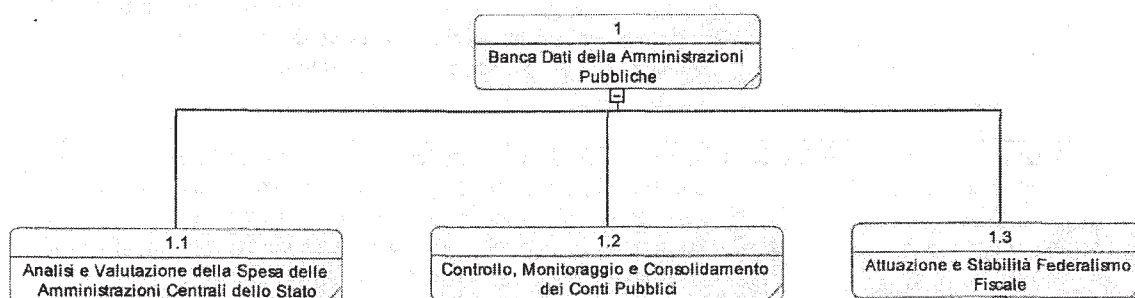 1
Banca Dati della Amministrazioni
Pubbliche
1.1
Analisi e Valutazione della Spesa delle
Amministrazioni Centrali dello Stato
1.2
Controllo, Monitoraggio e Consolidamento
dei Conti Pubblici
1.3
Attuazione e Stabilità Federalismo
Fiscale